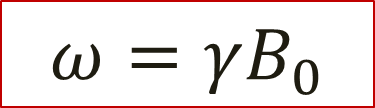 ω = γB₀